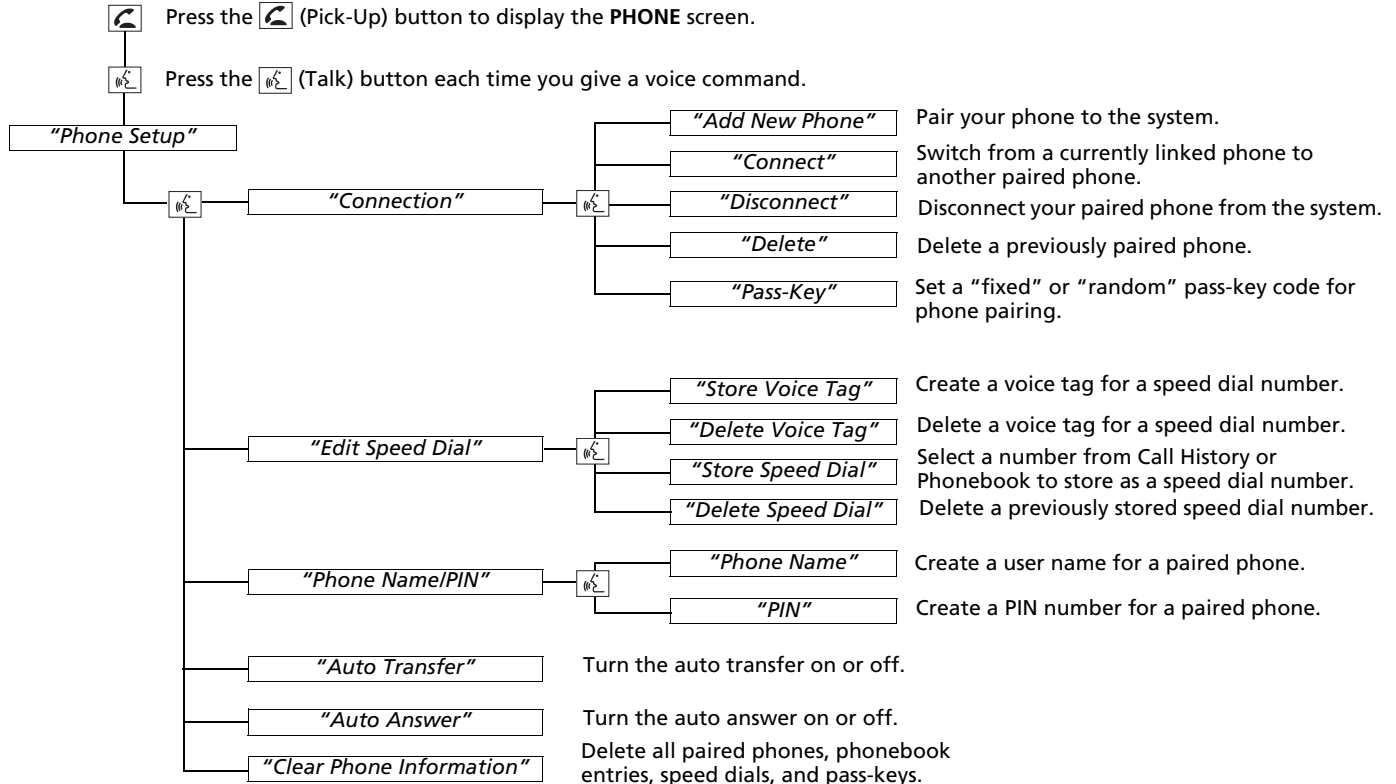 Press the (Pick-Up) button to display the PHONE screen.
Press the (Talk) button each time you give a voice command.
"Phone Setup"
"Connection"
"Add New Phone" Pair your phone to the system.
"Connect" Switch from a currently linked phone to
another paired phone.
"Disconnect" Disconnect your paired phone from the system.
"Delete" Delete a previously paired phone.
"Pass-Key" Set a “fixed” or “random” pass-key code for
phone pairing.
"Edit Speed Dial"
"Store Voice Tag" Create a voice tag for a speed dial number.
"Delete Voice Tag" Delete a voice tag for a speed dial number.
"Store Speed Dial" Select a number from Call History or
Phonebook to store as a speed dial number.
"Delete Speed Dial" Delete a previously stored speed dial number.
"Phone Name/PIN"
"Phone Name" Create a user name for a paired phone.
"PIN" Create a PIN number for a paired phone.
"Auto Transfer" Turn the auto transfer on or off.
"Auto Answer" Turn the auto answer on or off.
"Clear Phone Information" Delete all paired phones, phonebook
entries, speed dials, and pass-keys.